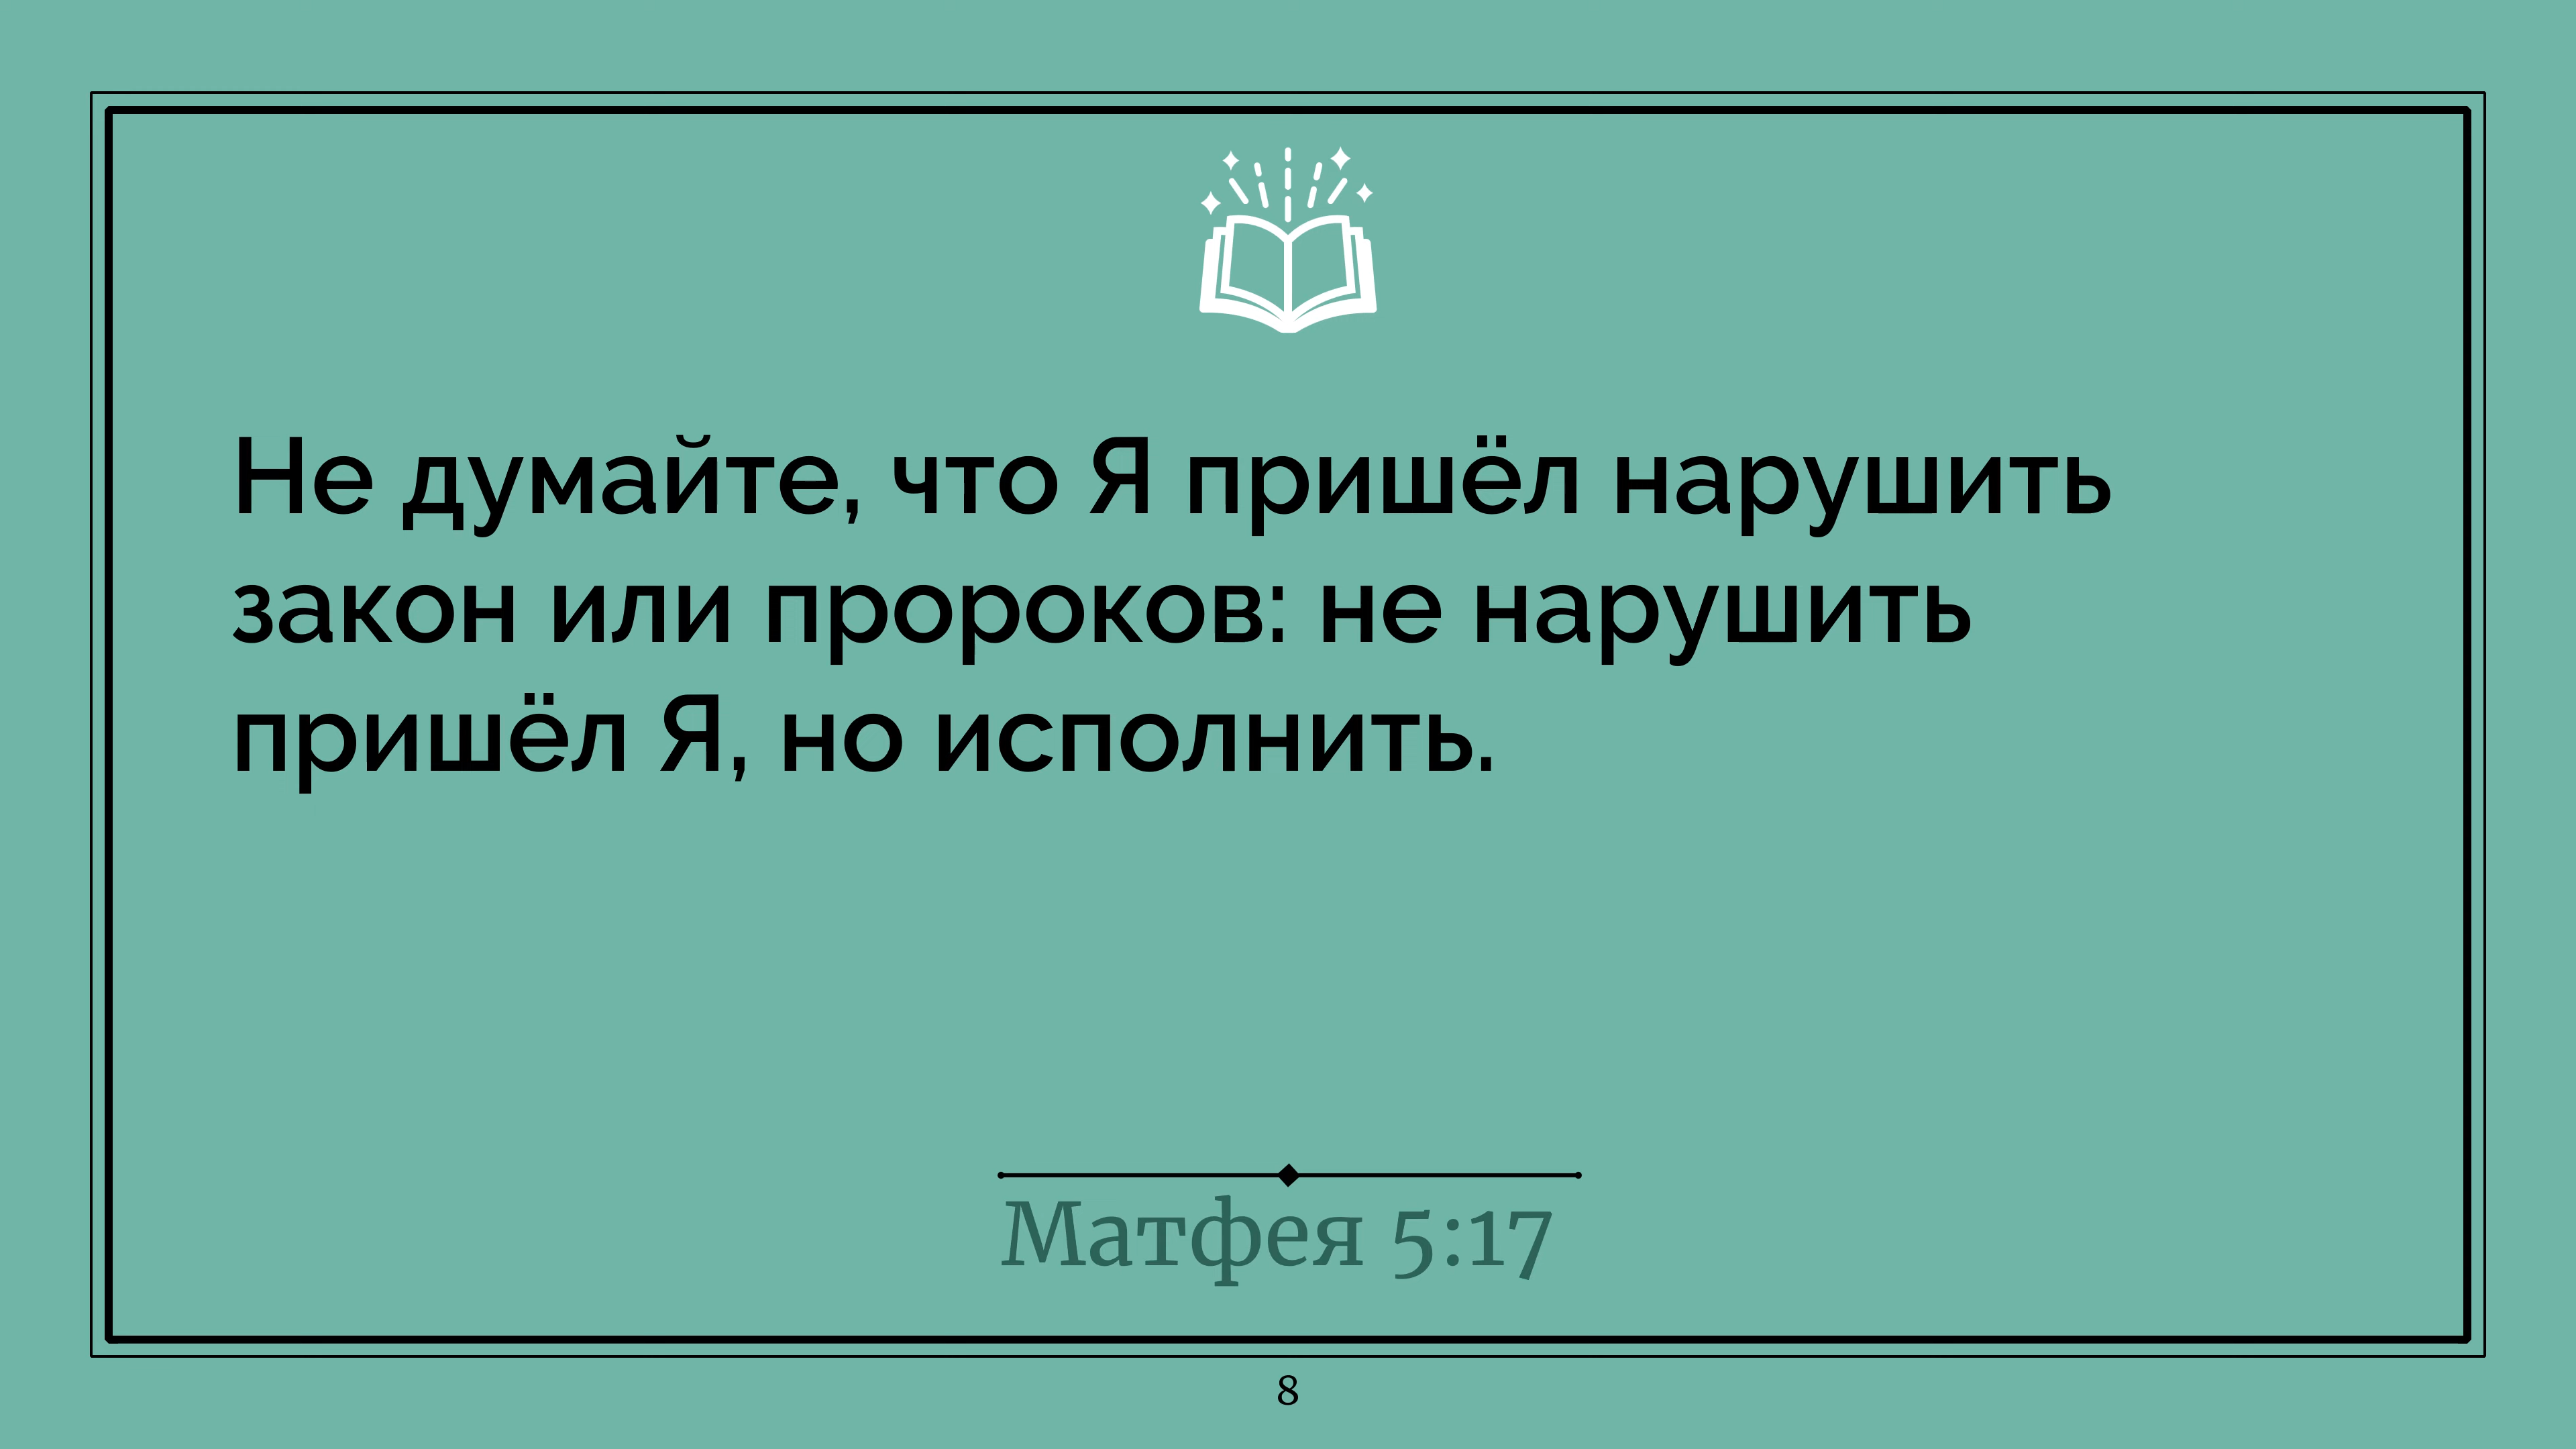 Не думайте, что Я пришёл нарушить
закон или пророков: не нарушить
пришёл Я, но исполнить.
Матфея 5:17
8